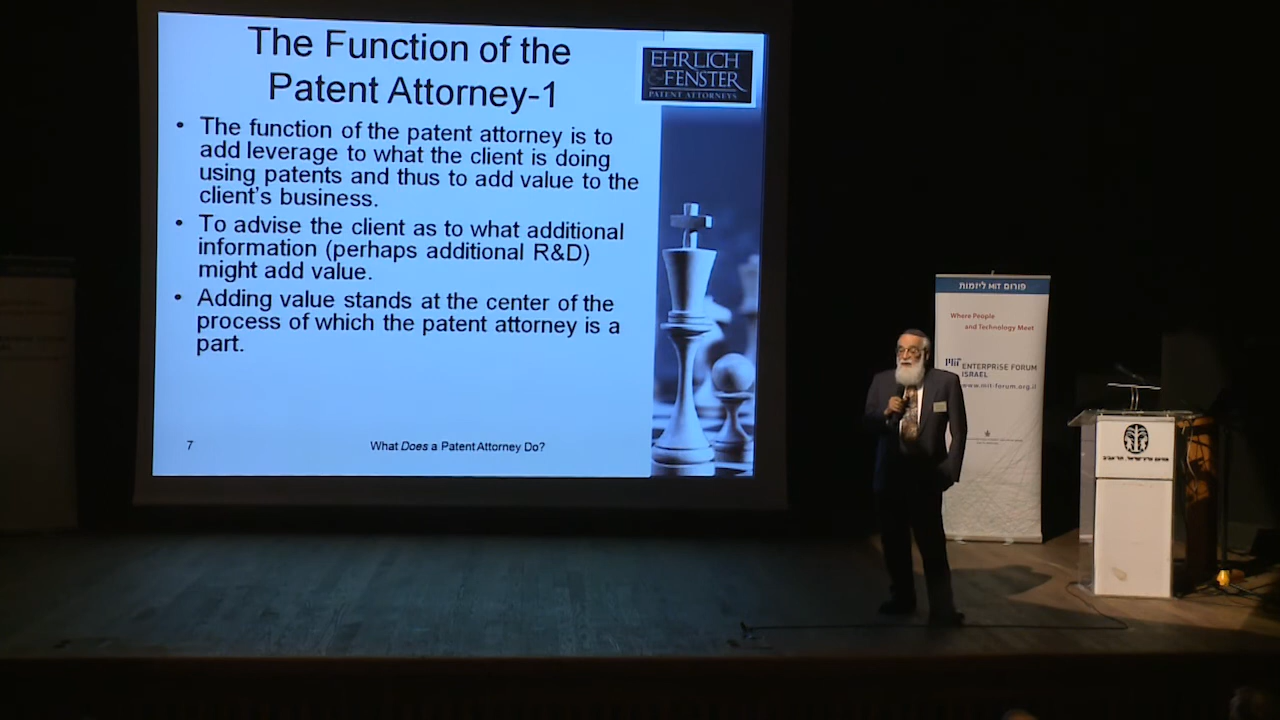 The Function of the
Patent Attorney-1
EHRLICH
& FENSTER
PATENT ATTORNEYS
• The function of the patent attorney is to
add leverage to what the client is doing
using patents and thus to add value to the
client's business.
• To advise the client as to what additional
information (perhaps additional R&D)
might add value.
• Adding value stands at the center of the
process of which the patent attorney is a
part.
7
What Does a Patent Attorney Do?
פורום MIT ליזמות
Where People
and Technology Meet
MIT ENTERPRISE FORUM
ISRAEL
www.mit-forum.org.il